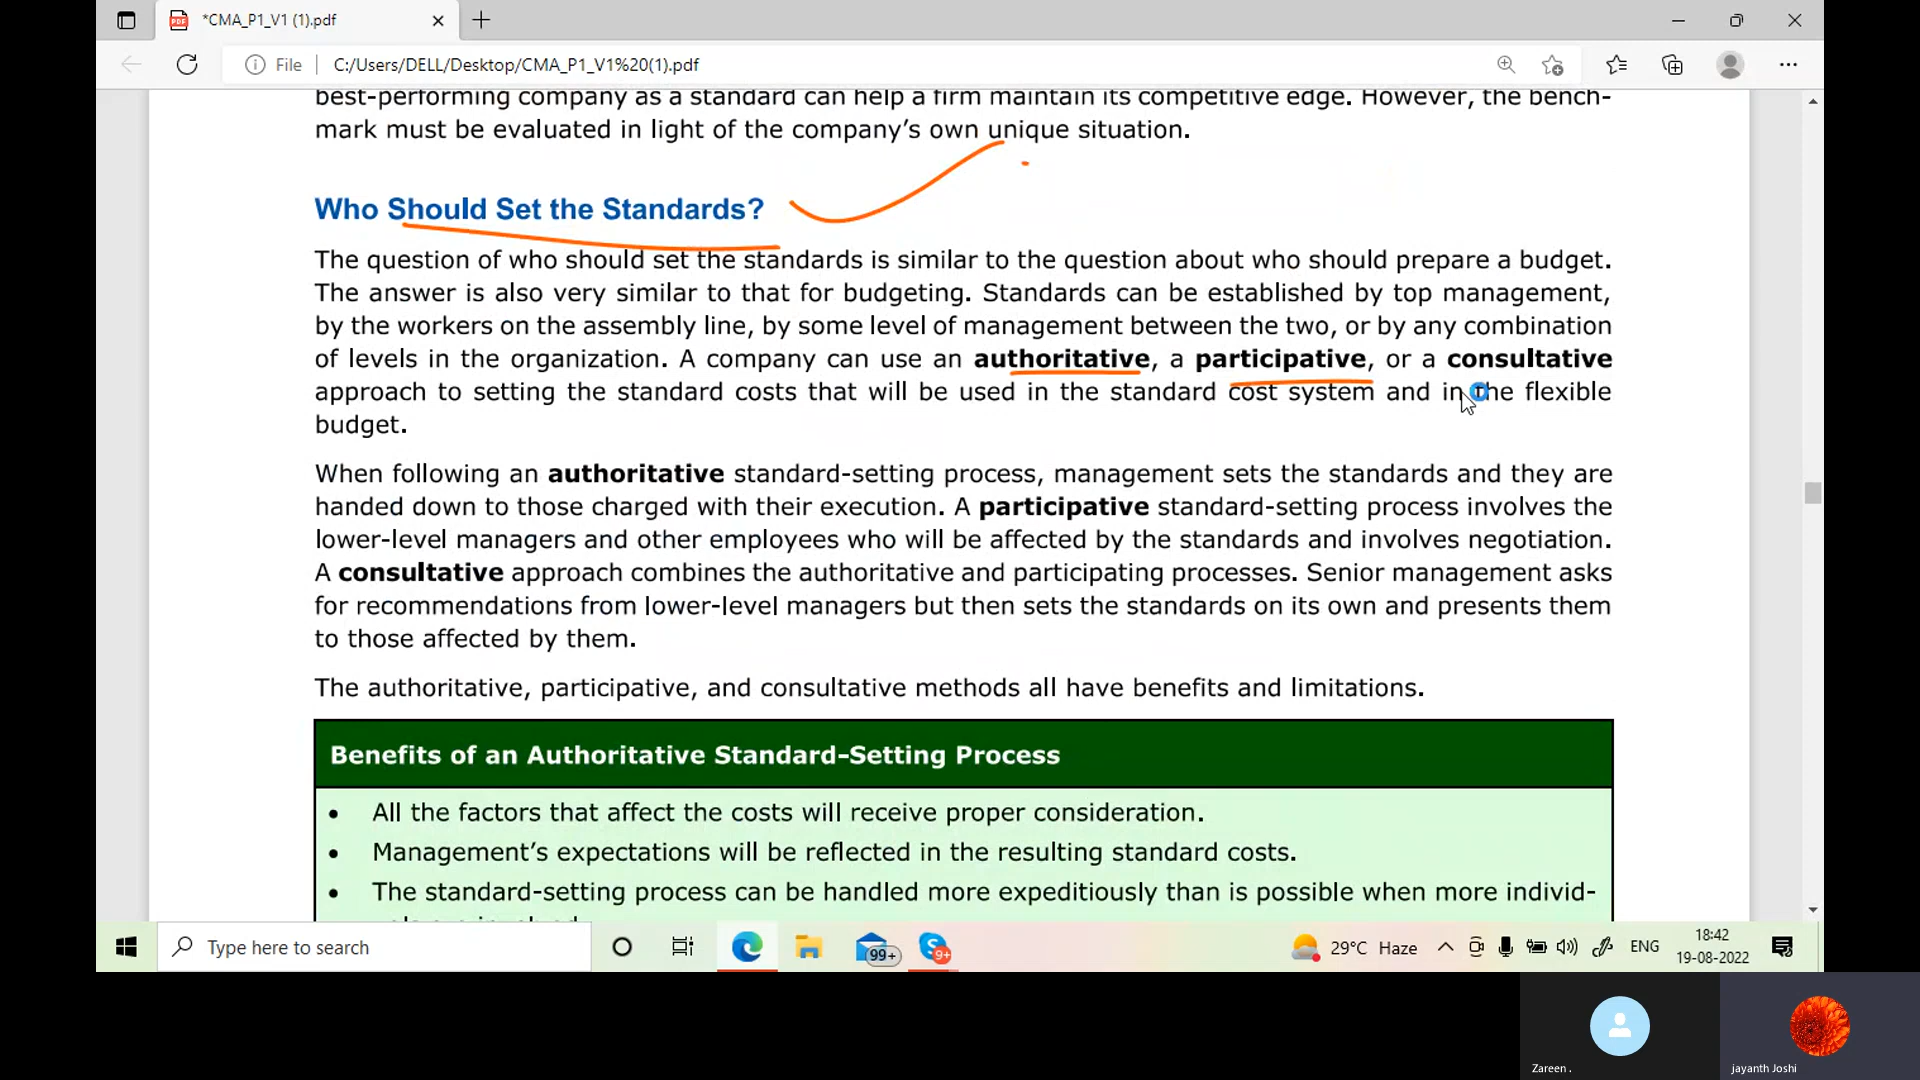 *CMA_P1_V1 (1).pdf
File
C:/Users/DELL/Desktop/CMA_P1_V1%20(1).pdf
best-performing company as a standard can help a firm maintain its competitive edge. However, the bench-
mark must be evaluated in light of the company’s own unique situation.
Who Should Set the Standards?
The question of who should set the standards is similar to the question about who should prepare a budget.
The answer is also very similar to that for budgeting. Standards can be established by top management,
by the workers on the assembly line, by some level of management between the two, or by any combination
of levels in the organization. A company can use an authoritative, a participative, or a consultative
approach to setting the standard costs that will be used in the standard cost system and in the flexible
budget.
When following an authoritative standard-setting process, management sets the standards and they are
handed down to those charged with their execution. A participative standard-setting process involves the
lower-level managers and other employees who will be affected by the standards and involves negotiation.
A consultative approach combines the authoritative and participating processes. Senior management asks
for recommendations from lower-level managers but then sets the standards on its own and presents them
to those affected by them.
The authoritative, participative, and consultative methods all have benefits and limitations.
Benefits of an Authoritative Standard-Setting Process
• All the factors that affect the costs will receive proper consideration.
• Management’s expectations will be reflected in the resulting standard costs.
• The standard-setting process can be handled more expeditiously than is possible when more individ-
Type here to search
99+
9+
29°C Haze
ENG
18:42
19-08-2022
Zareen .
jayanth Joshi